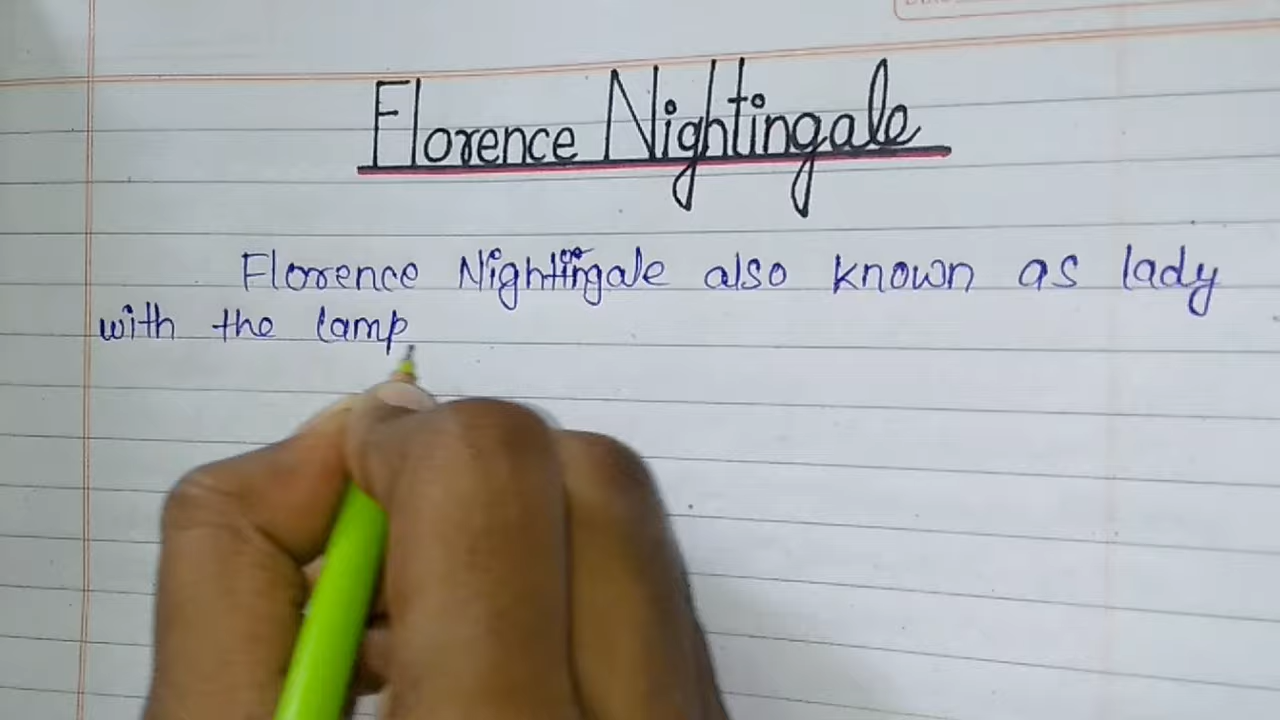 Florence Nightingale
Florence Nightingale also known as lady
with the lamp